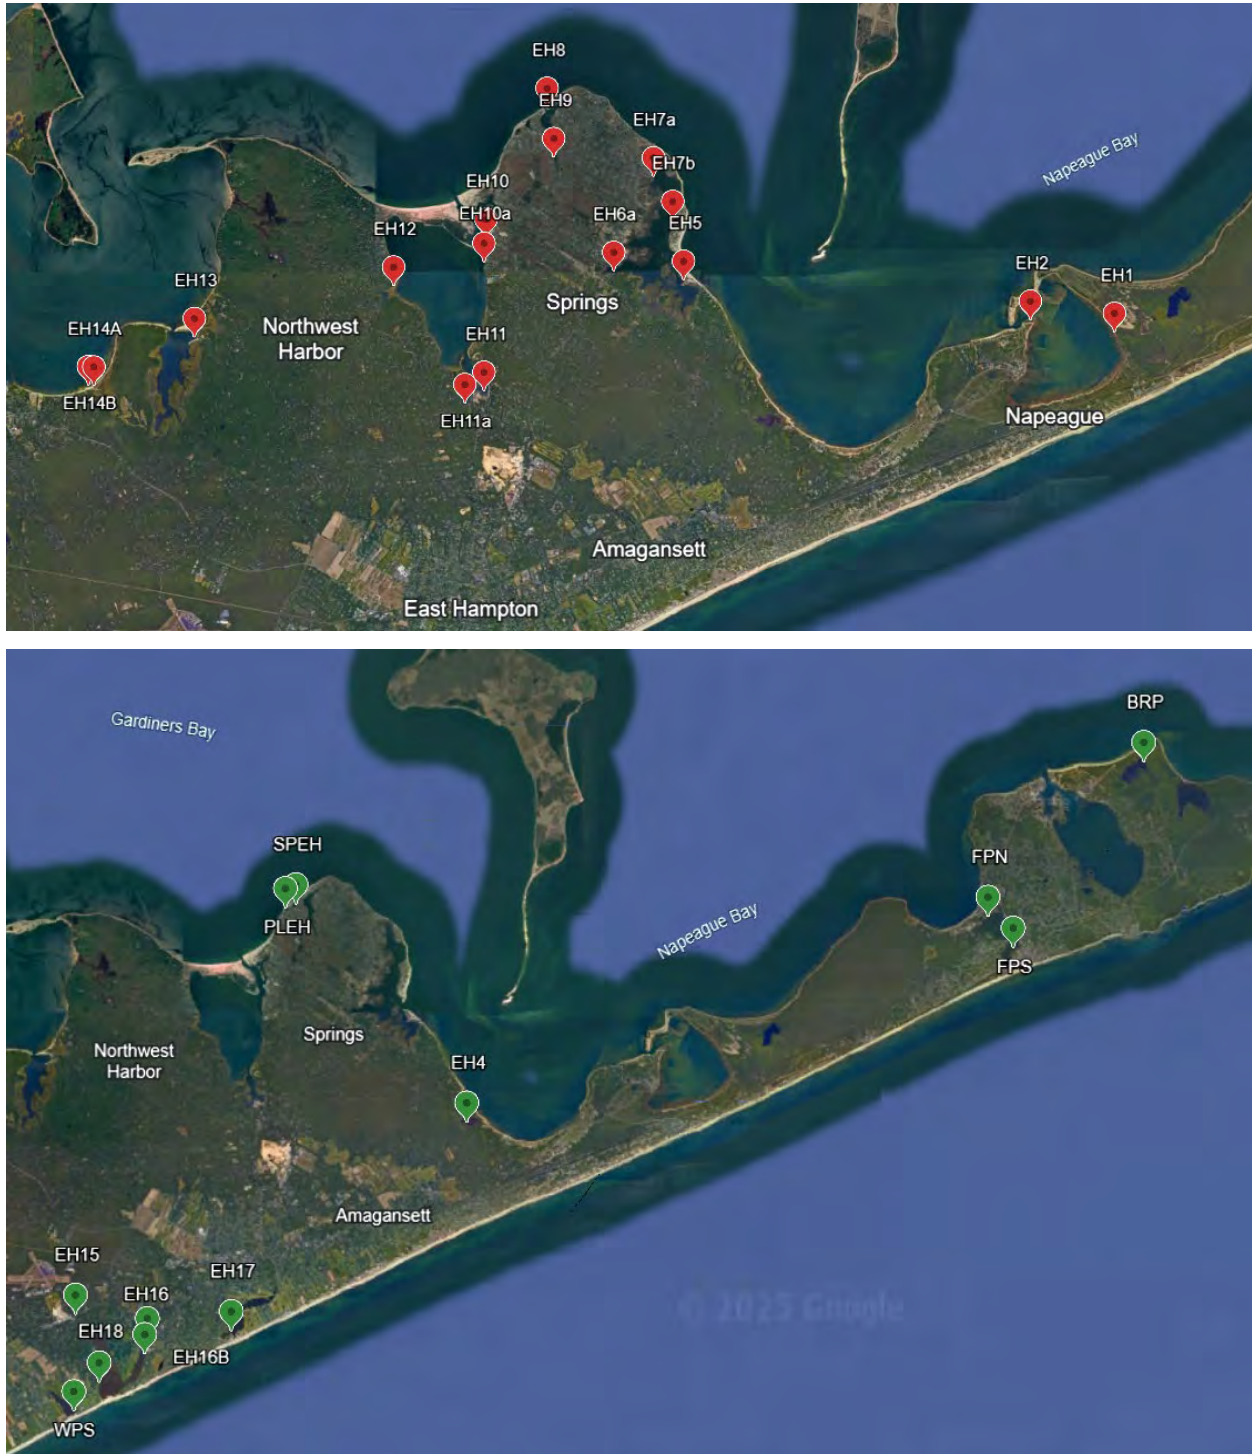 EH8
EH9
EH7a
Napeague Bay
EH7b
EH10
EH10a
EH6a
EH5
EH12
EH2
EH13
EH1
Springs
Northwest
Harbor
EH14A
EH11
EH14B
EH11a
Napeague
Amagansett
East Hampton
BRP
Gardiners Bay
SPEH
FPN
PLEH
Napeague Bay
FPS
Springs
Northwest
Harbor
EH4
Amagansett
EH15
EH17
EH16
© 2025 Google
EH18
EH16B
WPS